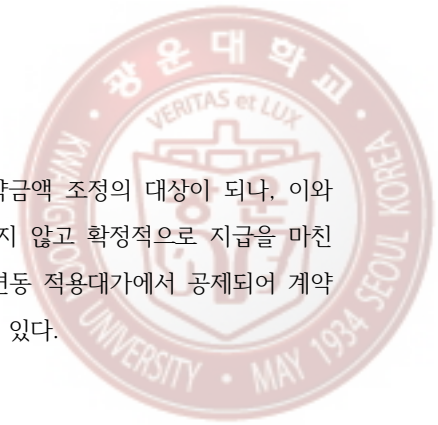 광운대학교
VERITAS et LUX
KWANGWOON UNIVERSITY • MAY 1934 SEOUL KOREA
약금액 조정의 대상이 되나, 이와
지 않고 확정적으로 지급을 마친
변동 적용대가에서 공제되어 계약
있다.